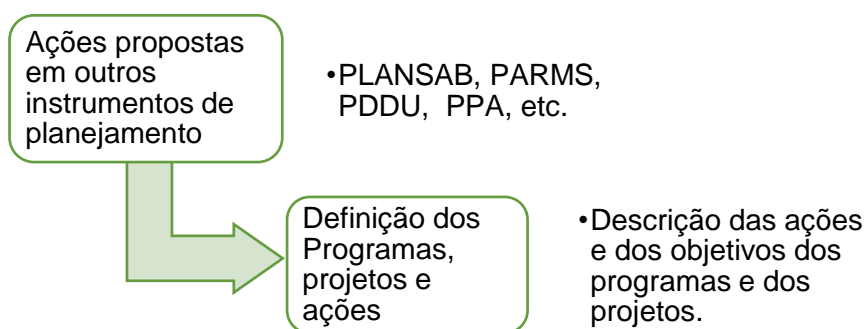 Ações propostas
em outros
instrumentos de
planejamento
•PLANSAB, PARMS,
PDDU, PPA, etc.
Definição dos
Programas,
projetos e
ações
•Descrição das ações
e dos objetivos dos
programas e dos
projetos.